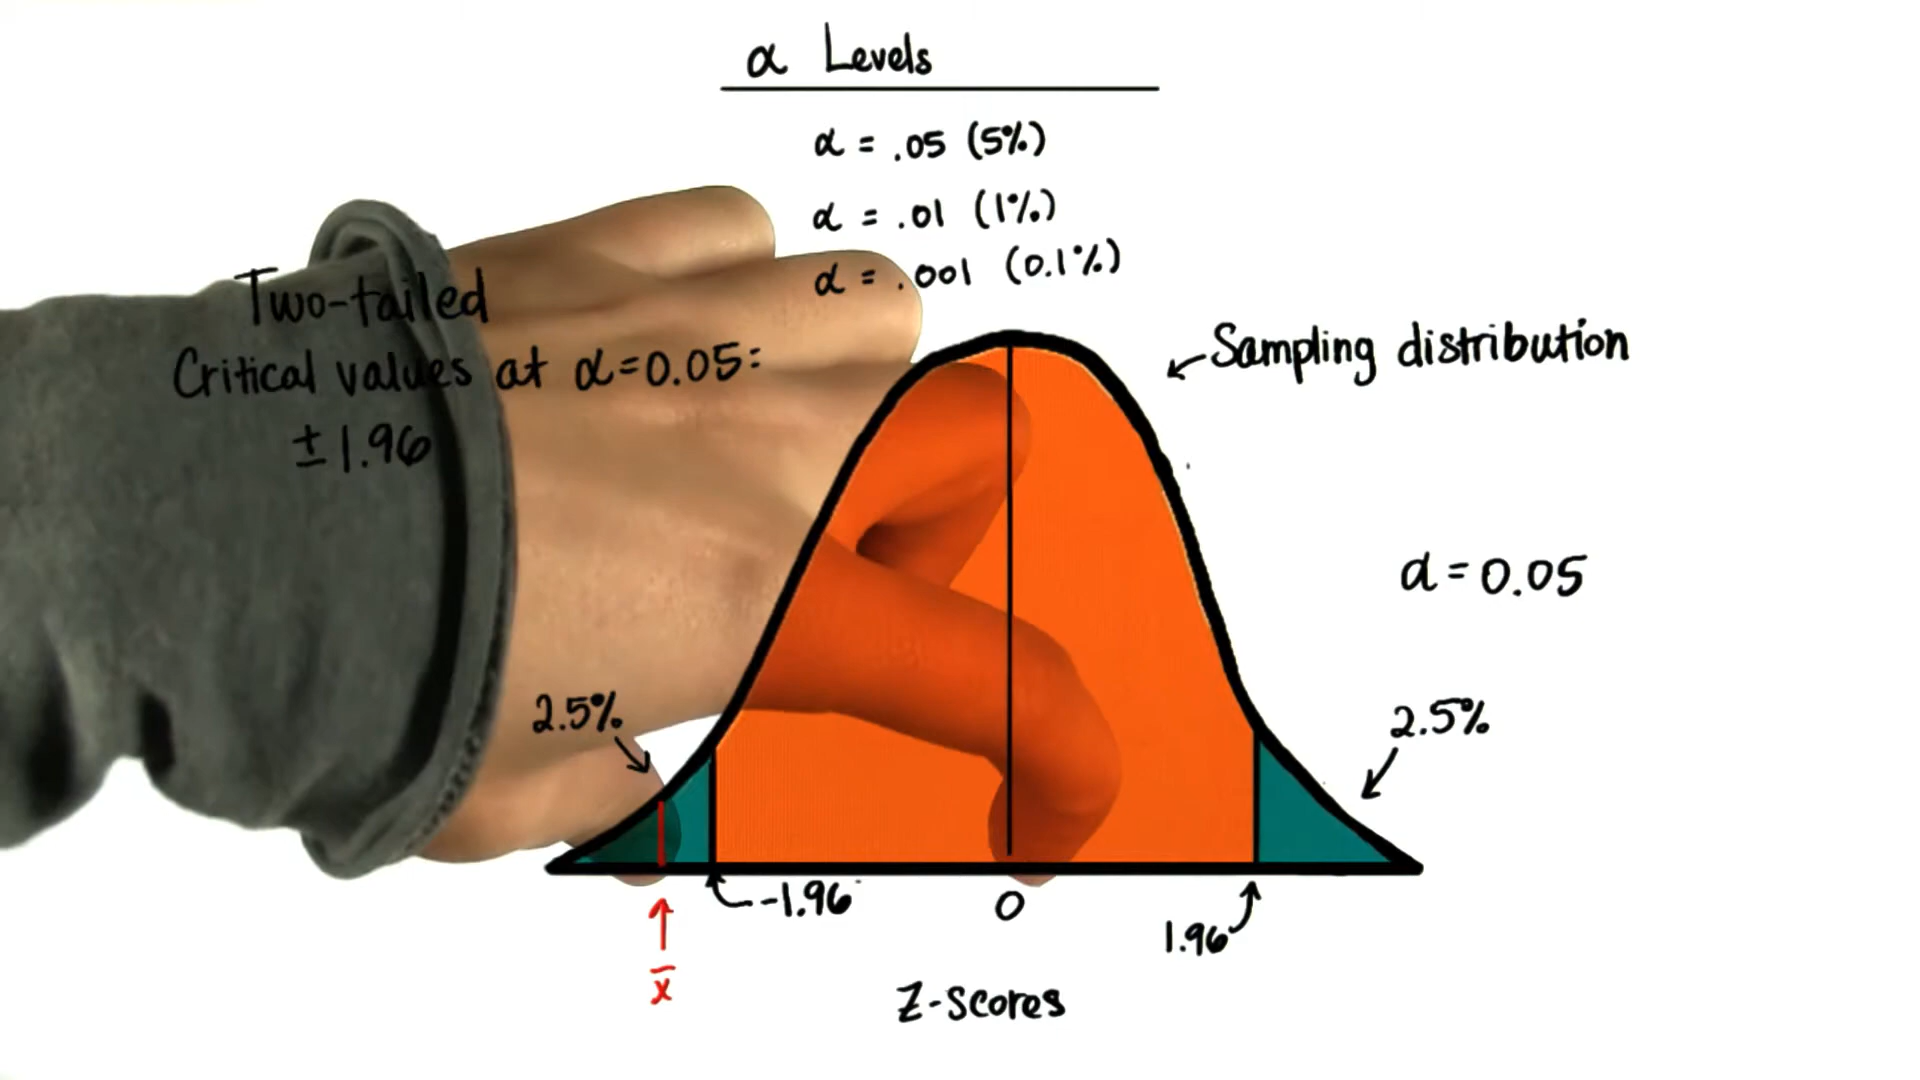 α Levels
α = .05 (5%)
α = .01 (1%)
α = .001 (0.1%)
Two-tailed
Critical values at α=0.05:
±1.96
Sampling distribution
α=0.05
2.5%
2.5%
-1.96
0
1.96
x̄
Z-Scores